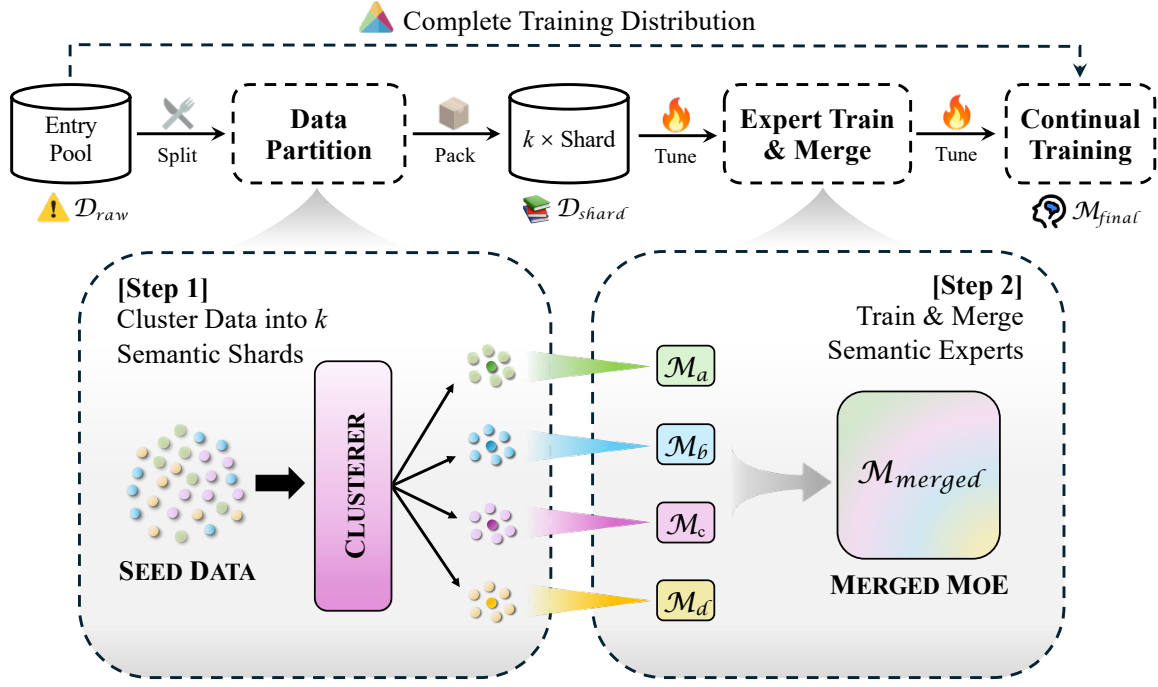 Complete Training Distribution
Entry
Pool
Split
Data
Partition
Pack
k × Shard
Tune
Expert Train
& Merge
Tune
Continual
Training
𝒟raw
𝒟shard
ℳfinal
[Step 1]
Cluster Data into k
Semantic Shards
SEED DATA
CLUSTERER
[Step 2]
Train & Merge
Semantic Experts
ℳa
ℳb
ℳc
ℳd
ℳmerged
MERGED MOE